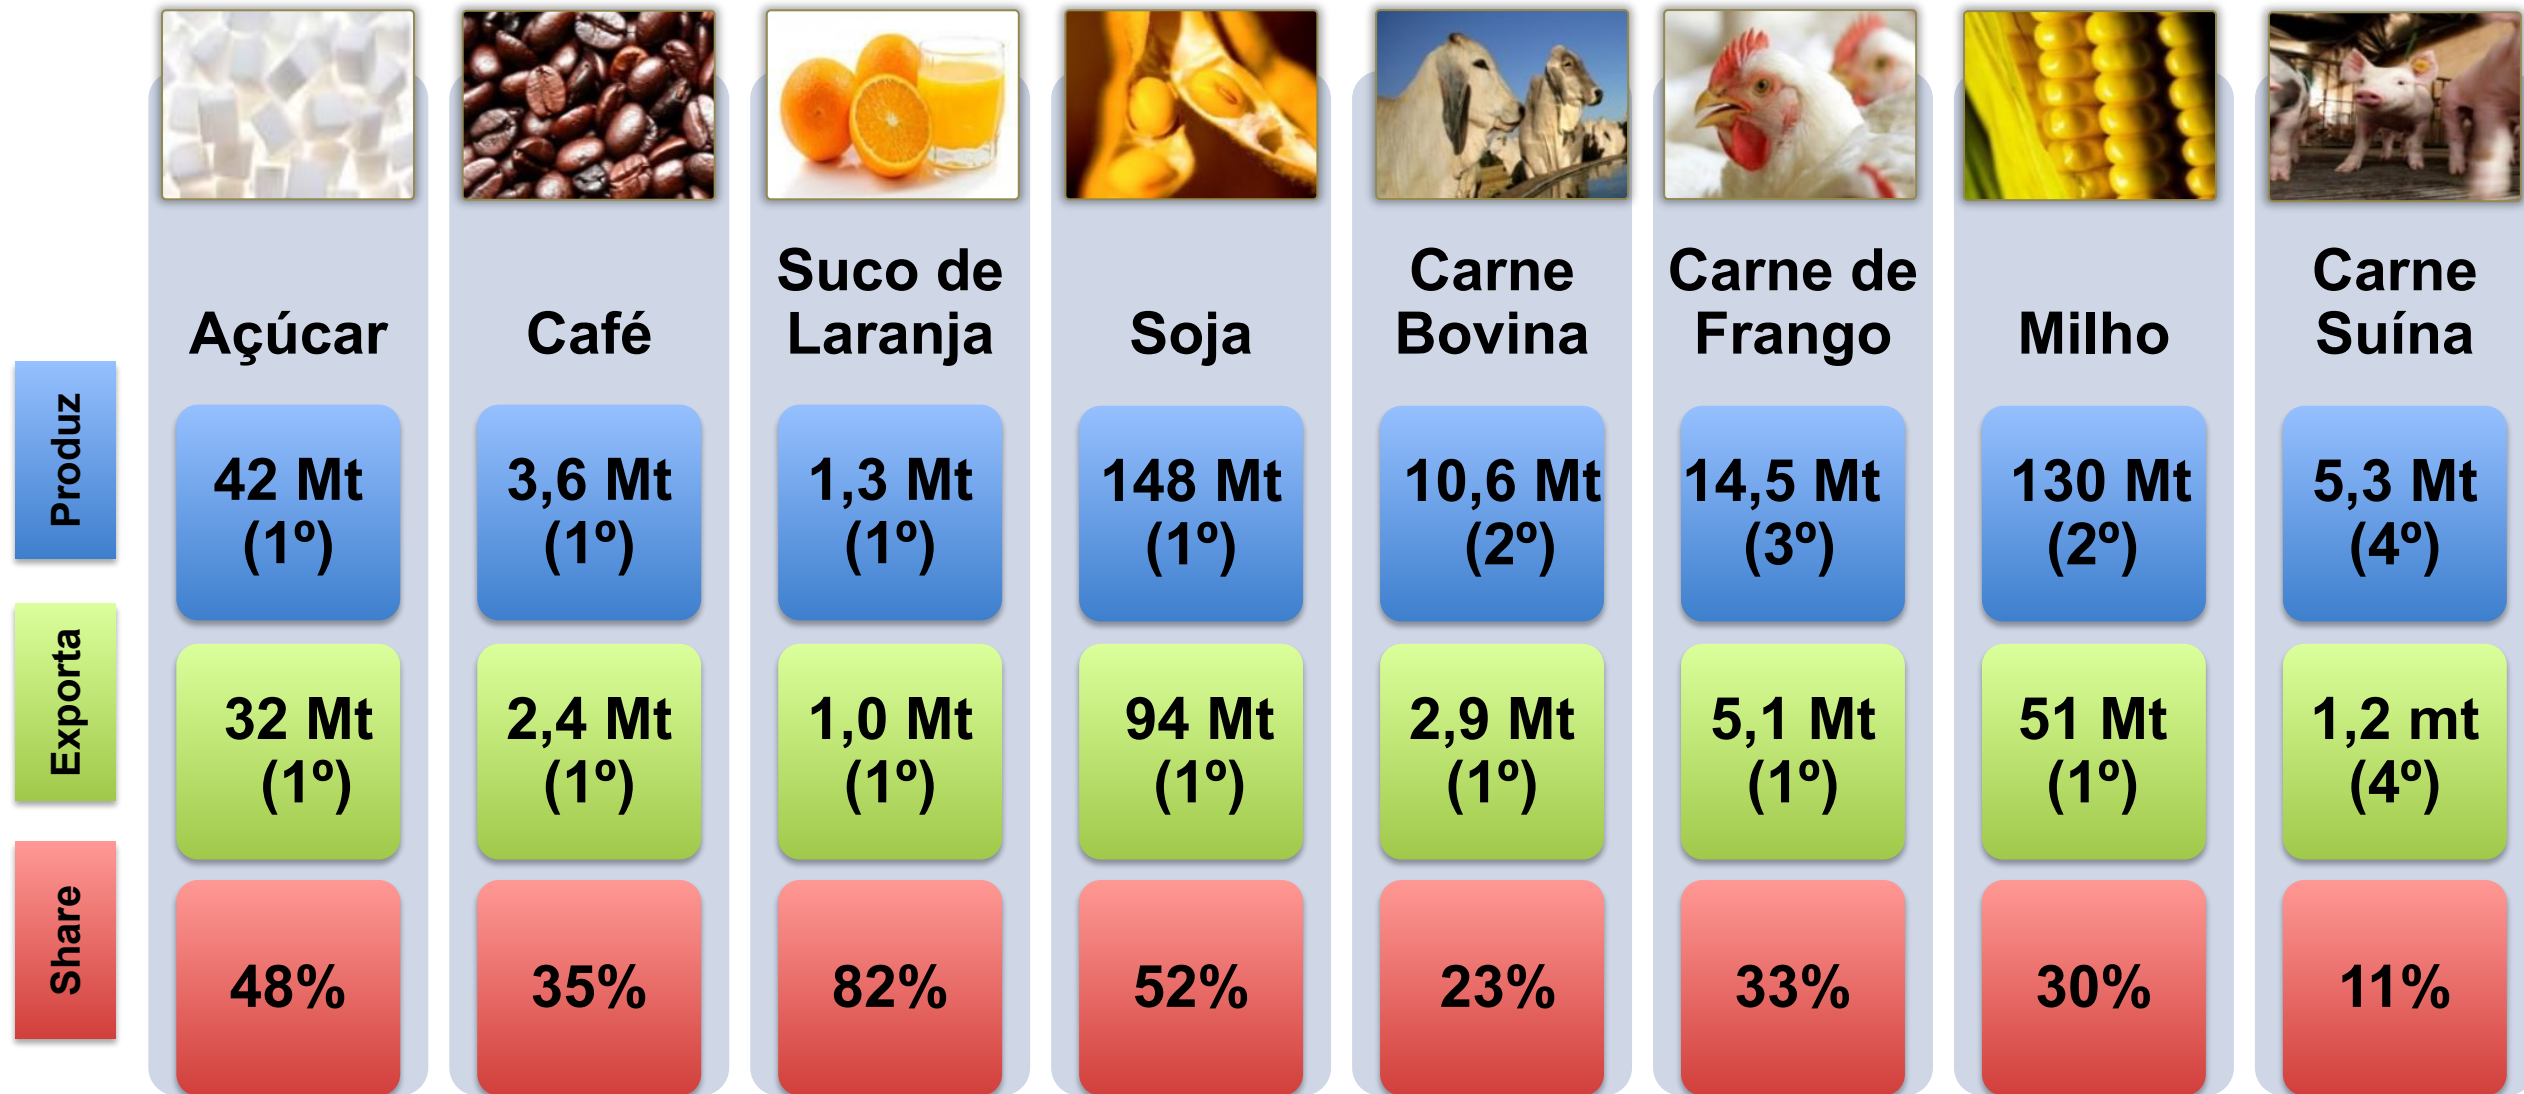 Açúcar
Café
Suco de
Laranja
Soja
Carne
Bovina
Carne de
Frango
Milho
Carne
Suína
Produz
42 Mt
(1º)
3,6 Mt
(1º)
1,3 Mt
(1º)
148 Mt
(1º)
10,6 Mt
(2º)
14,5 Mt
(3º)
130 Mt
(2º)
5,3 Mt
(4º)
Exporta
32 Mt
(1º)
2,4 Mt
(1º)
1,0 Mt
(1º)
94 Mt
(1º)
2,9 Mt
(1º)
5,1 Mt
(1º)
51 Mt
(1º)
1,2 mt
(4º)
Share
48%
35%
82%
52%
23%
33%
30%
11%